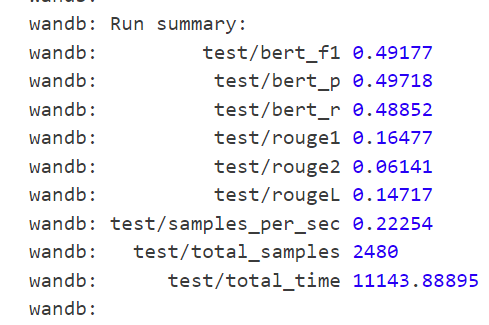 wandb:
wandb: Run summary:
wandb: test/bert_f1 0.49177
wandb: test/bert_p 0.49718
wandb: test/bert_r 0.48852
wandb: test/rouge1 0.16477
wandb: test/rouge2 0.06141
wandb: test/rougeL 0.14717
wandb: test/samples_per_sec 0.22254
wandb: test/total_samples 2480
wandb: test/total_time 11143.88895
wandb: